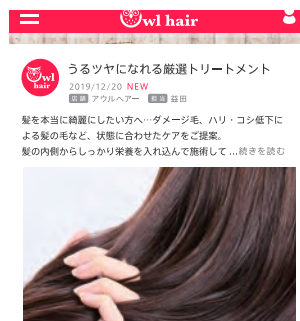 Owl hair
Owl hair
うるツヤになれる厳選トリートメント
2019/12/20 NEW
店舗 アウルヘアー 担当 益田
髪を本当に綺麗にしたい方へ…ダメージ毛、ハリ・コシ低下に
よる髪の毛など、状態に合わせたケアをご提案。
髪の内側からしっかり栄養を入れ込んで施術して ...続きを読む